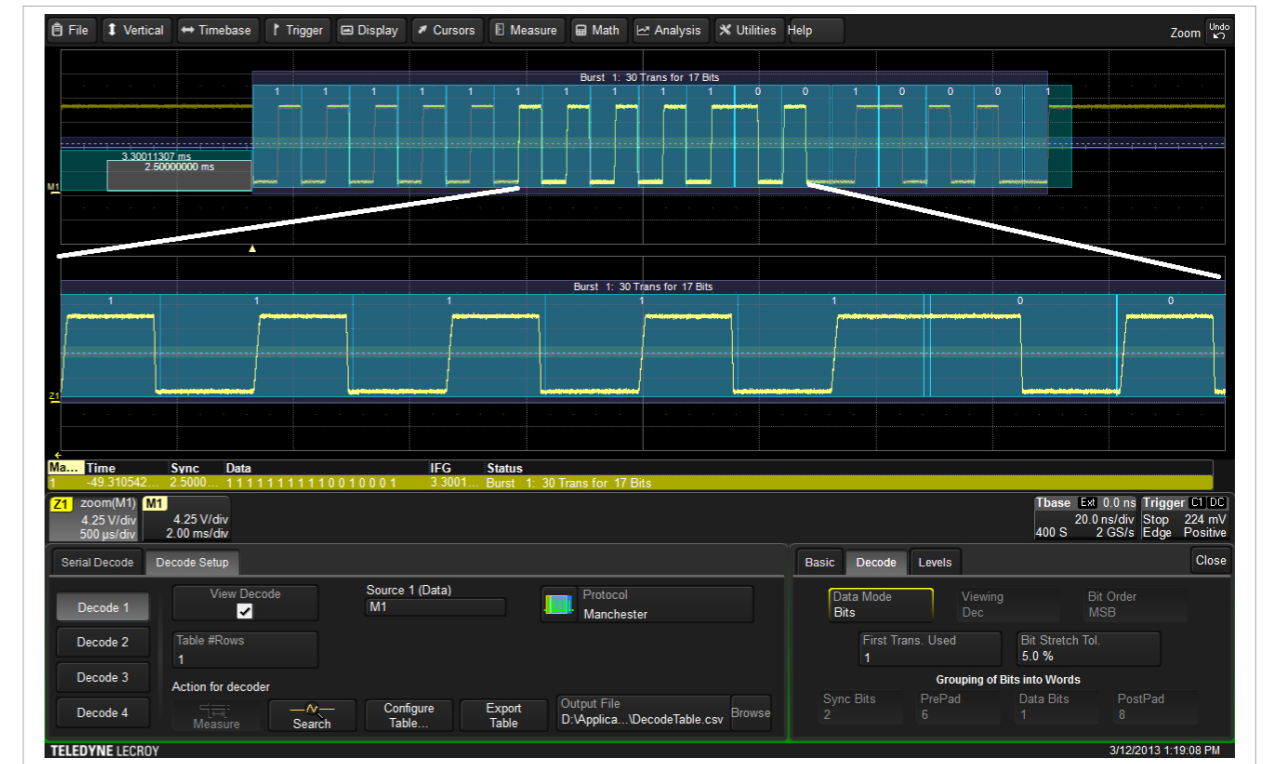 File Vertical Timebase Trigger Display Cursors Measure Math Analysis Utilities Help Zoom Undo
Burst 1: 30 Trans for 17 Bits
1 1 1 1 1 1 1 1 1 1 0 0 1 0 0 0 1
3.30011307 ms
2.50000000 ms
M1
Burst 1: 30 Trans for 17 Bits
1 1 1 1 1 0 0
Z1
Ma... Time Sync Data IFG Status
1 -49.310542... 2.5000... 1 1 1 1 1 1 1 1 1 1 0 0 1 0 0 0 1 3.3001... Burst 1: 30 Trans for 17 Bits
Z1 zoom(M1) M1 Tbase Ext 0.0 ns Trigger C1 DC
4.25 V/div 4.25 V/div 20.0 ns/div Stop 224 mV
500 µs/div 2.00 ms/div 400 S 2 GS/s Edge Positive
Serial Decode Decode Setup Basic Decode Levels Close
Decode 1
View Decode
Source 1 (Data)
M1
Protocol
Manchester
Data Mode
Bits
Viewing
Dec
Bit Order
MSB
Decode 2
Table #Rows
1
First Trans. Used
1
Bit Stretch Tol.
5.0 %
Decode 3
Action for decoder
Grouping of Bits into Words
Decode 4
Measure
Search
Configure
Table...
Export
Table
Output File
D:\Applica...\DecodeTable.csv
Browse
Sync Bits
2
PrePad
6
Data Bits
1
PostPad
8
TELEDYNE LECROY 3/12/2013 1:19:08 PM